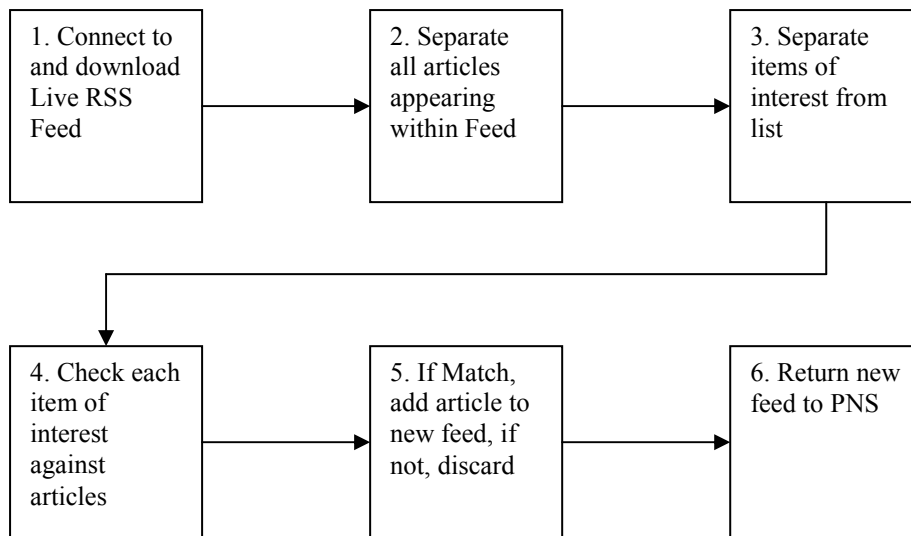 1. Connect to
and download
Live RSS
Feed
2. Separate
all articles
appearing
within Feed
3. Separate
items of
interest from
list
4. Check each
item of
interest
against
articles
5. If Match,
add article to
new feed, if
not, discard
6. Return new
feed to PNS